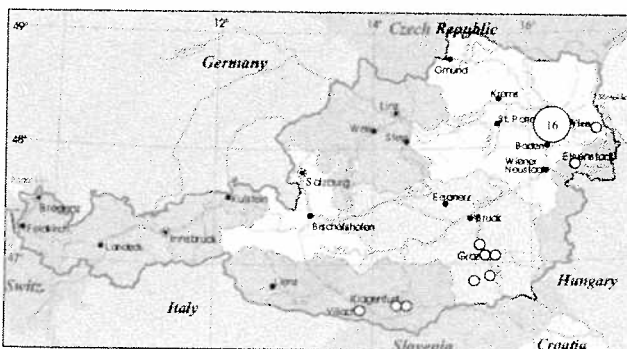 49°
12°
14°
16°
Czech Republic
Germany
Gmünd
Krems
Linz
Wels
Steyr
St. Pölten
16
Wien
48°
Baden
Eisenstadt
Wiener
Neustadt
Salzburg
Kufstein
Bregenz
Feldkirch
Eisenerz
Bruck
Bischofshofen
Innsbruck
Landeck
Graz
47°
Switz.
Hungary
Italy
Lienz
Klagenfurt
Villach
Slovenia
Croatia